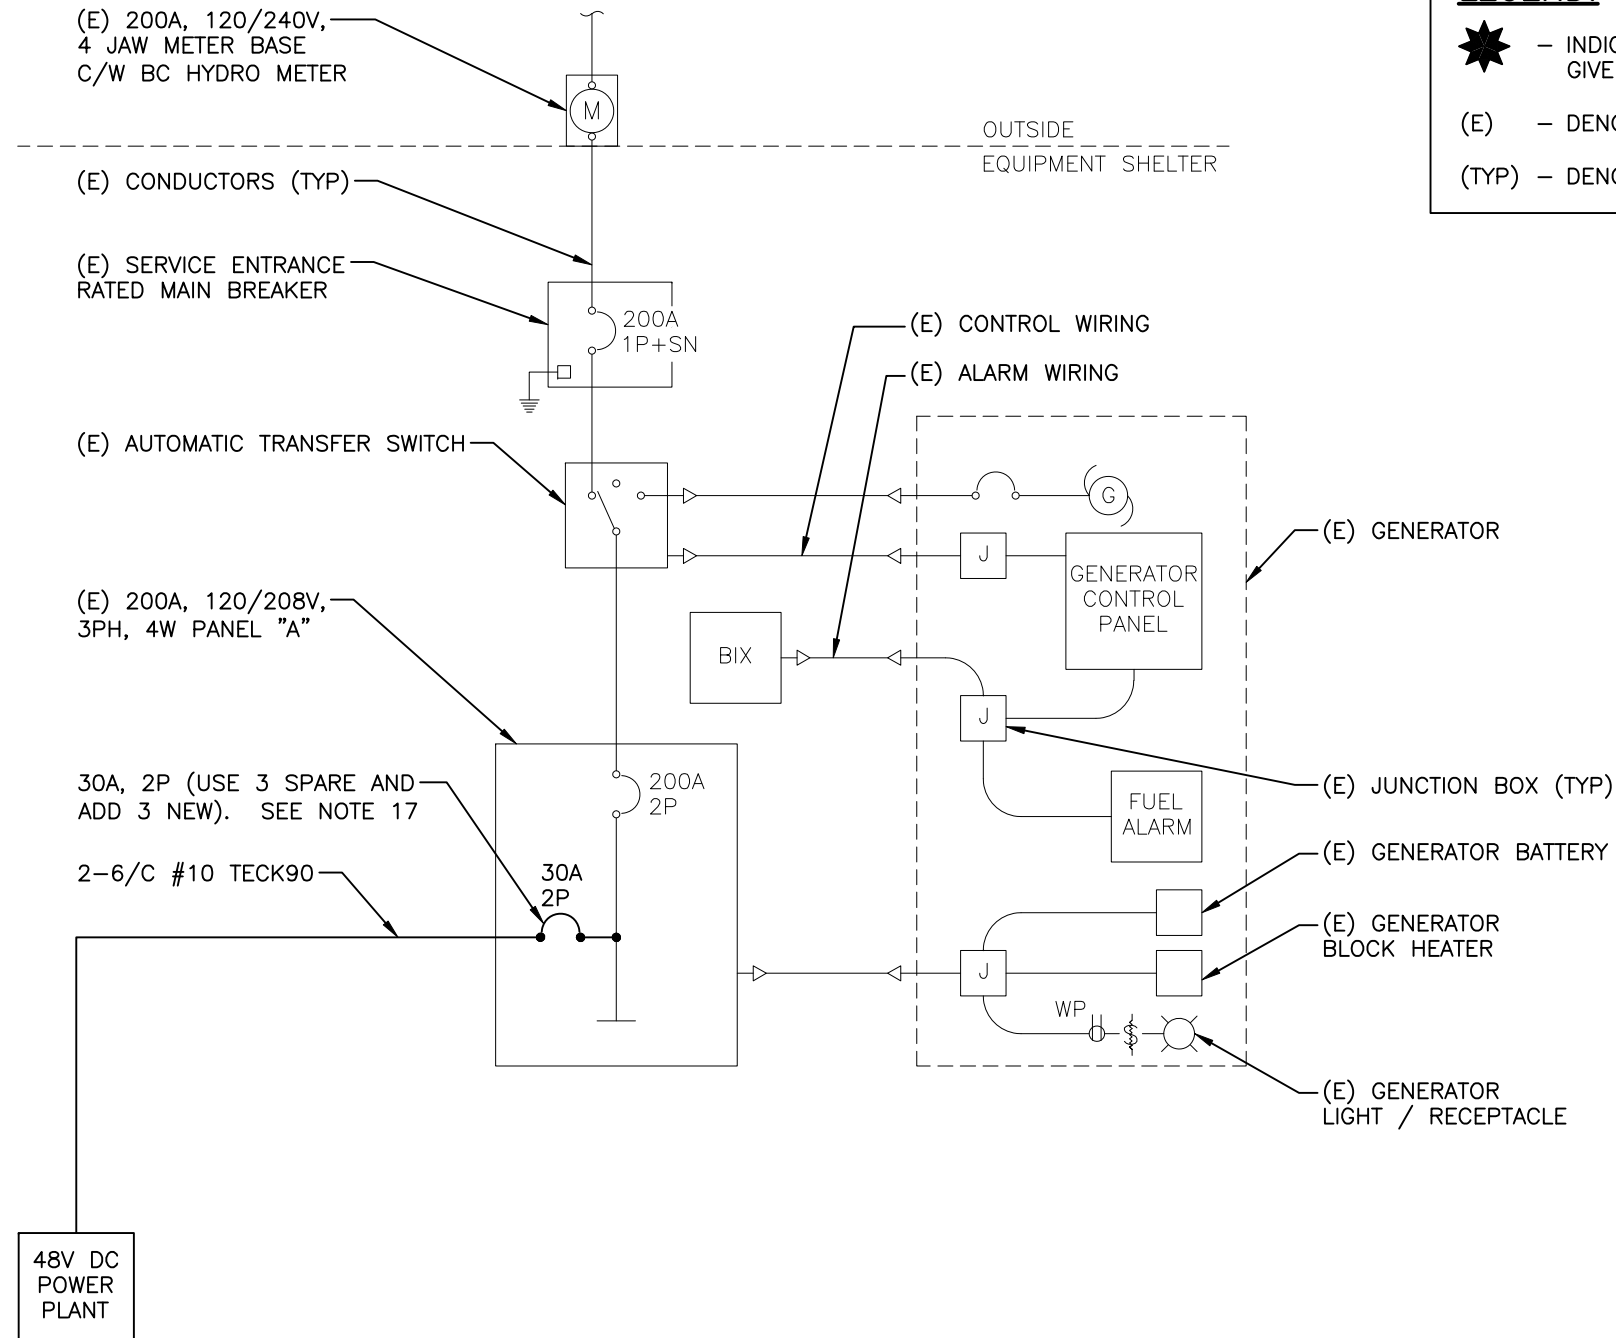 (E) 200A, 120/240V,
4 JAW METER BASE
C/W BC HYDRO METER
M
OUTSIDE
EQUIPMENT SHELTER
– INDIC
GIVE
(E) – DENO
(TYP) – DENO
(E) CONDUCTORS (TYP)
(E) SERVICE ENTRANCE
RATED MAIN BREAKER
200A
1P+SN
(E) CONTROL WIRING
(E) ALARM WIRING
(E) AUTOMATIC TRANSFER SWITCH
G
(E) GENERATOR
J
GENERATOR
CONTROL
PANEL
(E) 200A, 120/208V,
3PH, 4W PANEL "A"
BIX
J
200A
2P
30A, 2P (USE 3 SPARE AND
ADD 3 NEW). SEE NOTE 17
(E) JUNCTION BOX (TYP)
FUEL
ALARM
2–6/C #10 TECK90
30A
2P
(E) GENERATOR BATTERY
(E) GENERATOR
BLOCK HEATER
J
WP
(E) GENERATOR
LIGHT / RECEPTACLE
48V DC
POWER
PLANT